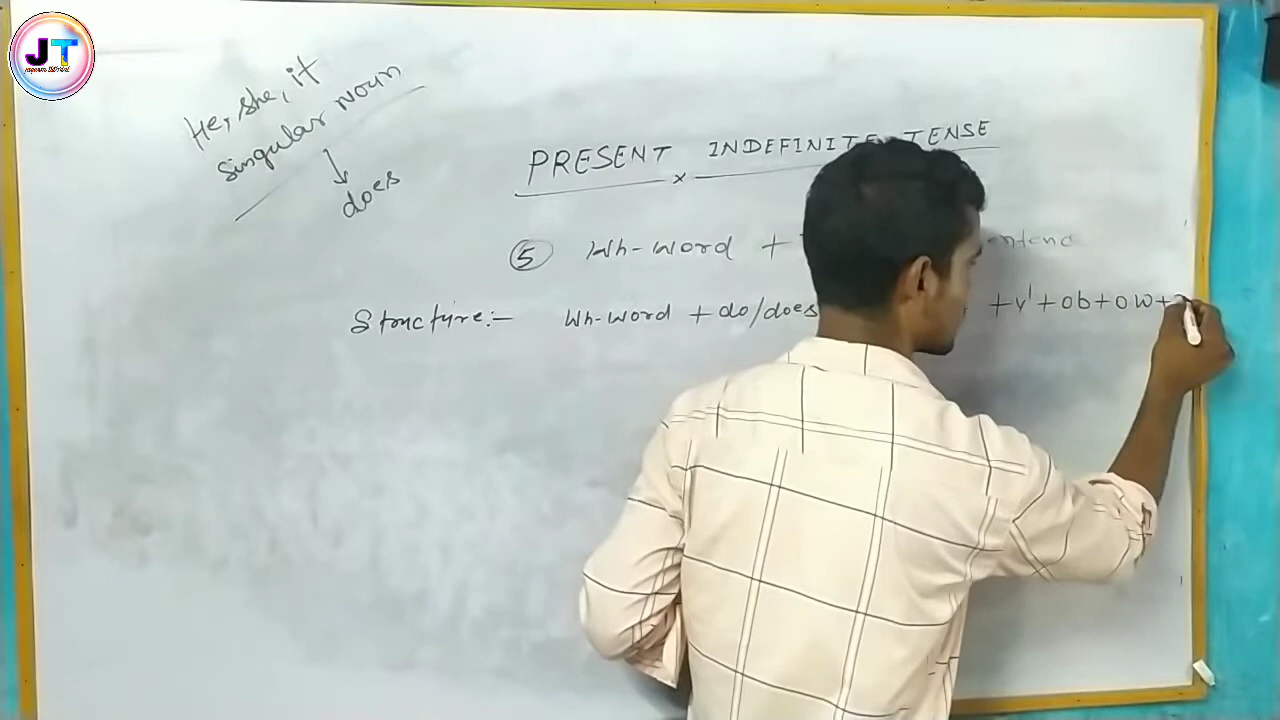 JT
He, she, it
singular noun
↓
does
PRESENT INDEFINITE TENSE
⑤ Wh-word +
Structure:- Wh-word + do/does + V¹ + ob + OW +